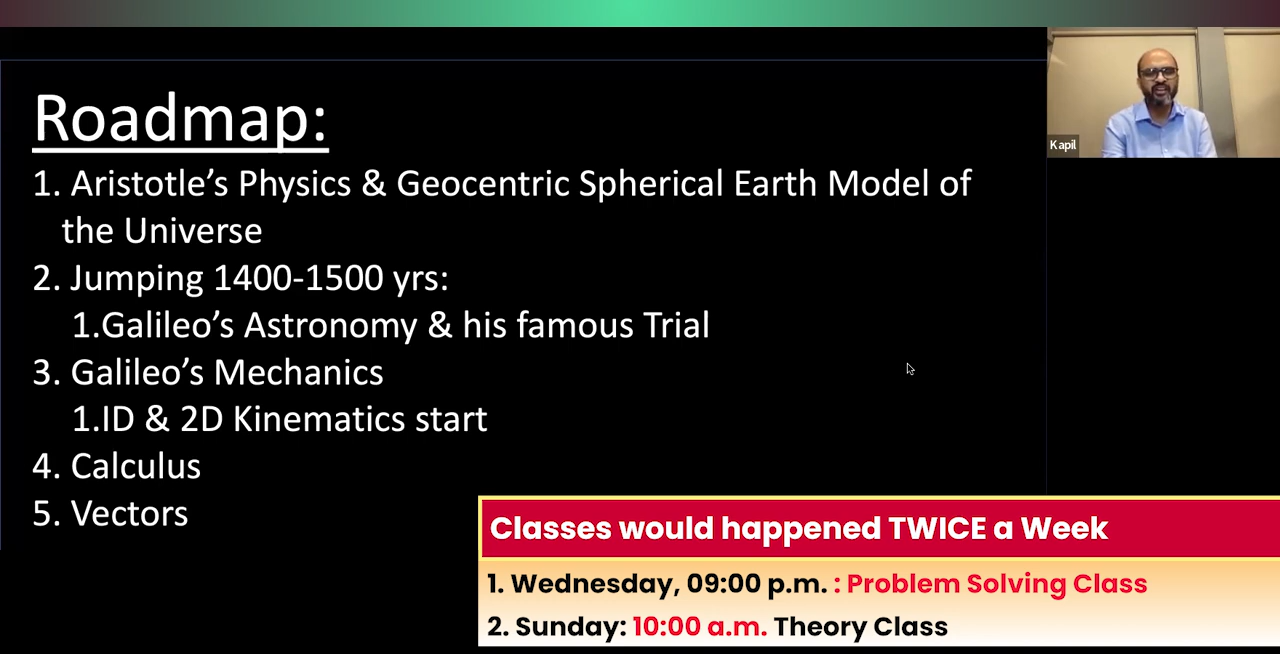 Roadmap:
1. Aristotle’s Physics & Geocentric Spherical Earth Model of
the Universe
2. Jumping 1400-1500 yrs:
1.Galileo’s Astronomy & his famous Trial
3. Galileo’s Mechanics
1.ID & 2D Kinematics start
4. Calculus
5. Vectors
Kapil
Classes would happened TWICE a Week
1. Wednesday, 09:00 p.m. : Problem Solving Class
2. Sunday: 10:00 a.m. Theory Class